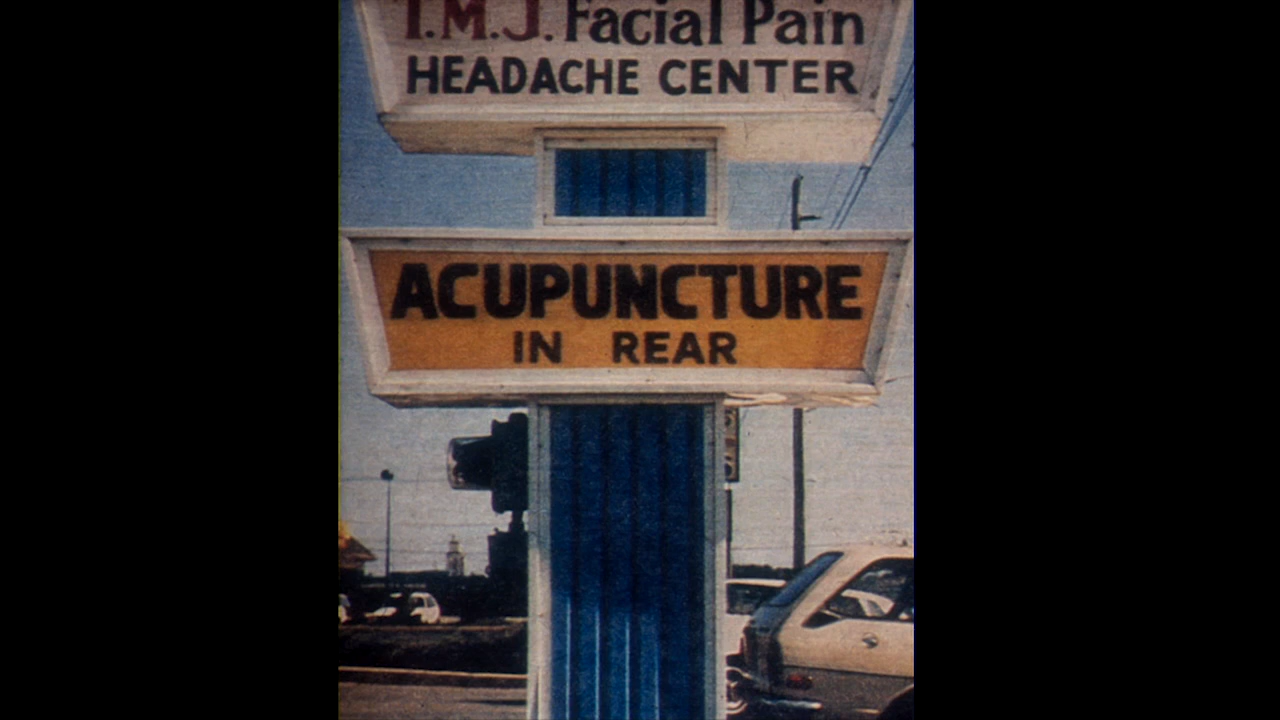 T.M.J. Facial Pain
HEADACHE CENTER
ACUPUNCTURE
IN REAR